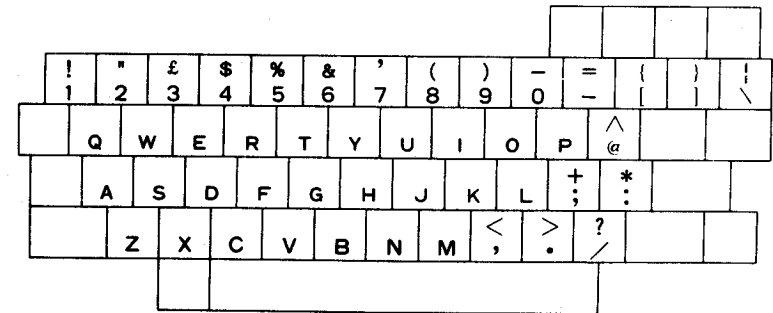 ! " £ $ % & ' ( ) — = { } ¦
1 2 3 4 5 6 7 8 9 0 – [ ] \
^
Q W E R T Y U I O P @
+ *
A S D F G H J K L ; :
< > ?
Z X C V B N M , . /